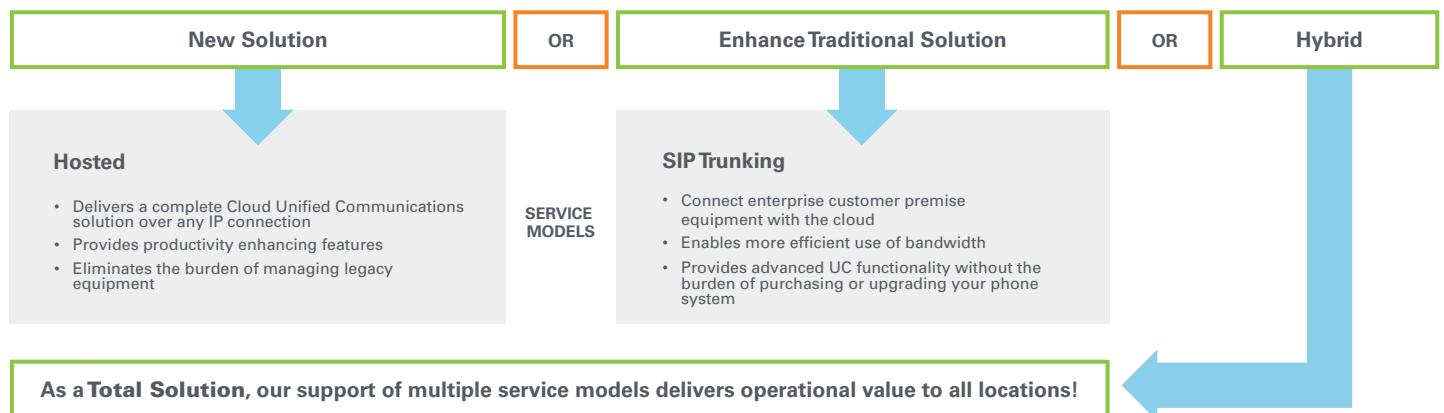 New Solution
OR
Enhance Traditional Solution
OR
Hybrid
Hosted
• Delivers a complete Cloud Unified Communications
solution over any IP connection
• Provides productivity enhancing features
• Eliminates the burden of managing legacy
equipment
SERVICE
MODELS
SIP Trunking
• Connect enterprise customer premise
equipment with the cloud
• Enables more efficient use of bandwidth
• Provides advanced UC functionality without the
burden of purchasing or upgrading your phone
system
As a Total Solution, our support of multiple service models delivers operational value to all locations!